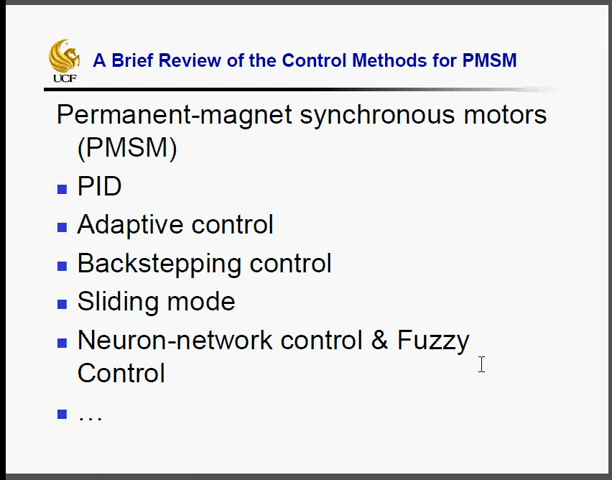 A Brief Review of the Control Methods for PMSM
UCF
Permanent-magnet synchronous motors
(PMSM)
PID
Adaptive control
Backstepping control
Sliding mode
Neuron-network control & Fuzzy
Control
…